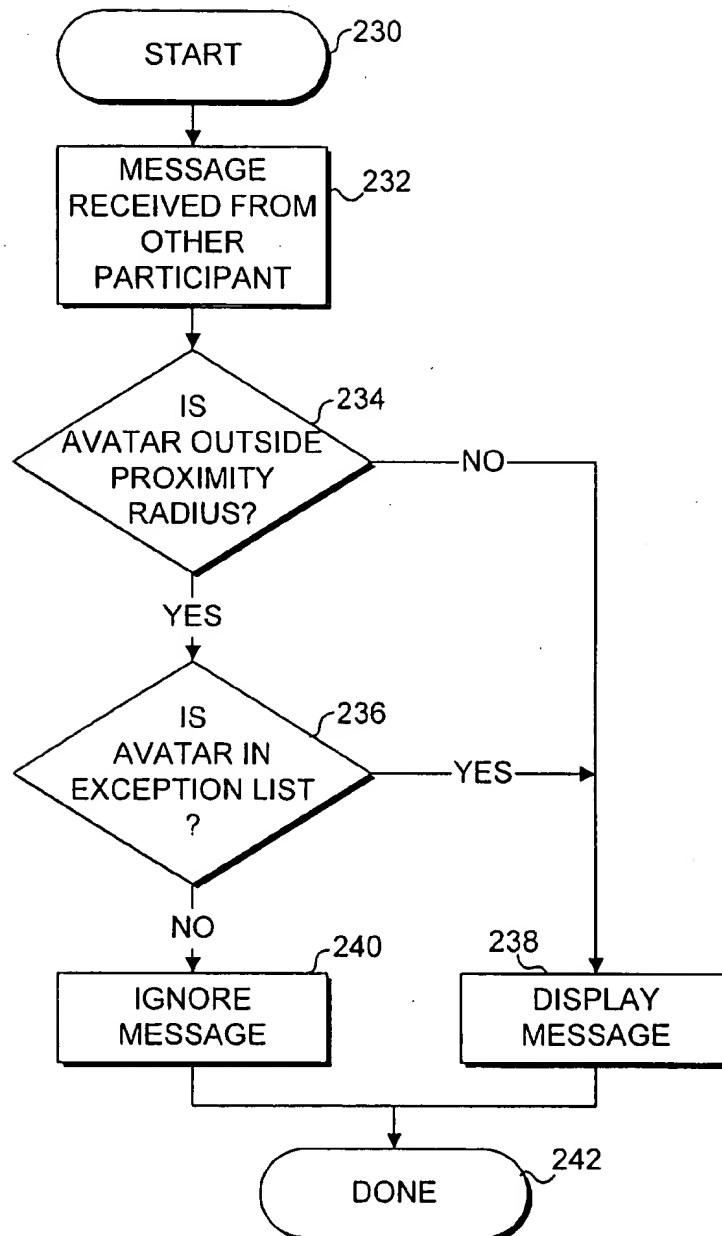 START
230
MESSAGE
RECEIVED FROM
OTHER
PARTICIPANT
232
IS
AVATAR OUTSIDE
PROXIMITY
RADIUS?
234
NO
YES
IS
AVATAR IN
EXCEPTION LIST
?
236
YES
NO
240
IGNORE
MESSAGE
238
DISPLAY
MESSAGE
DONE
242